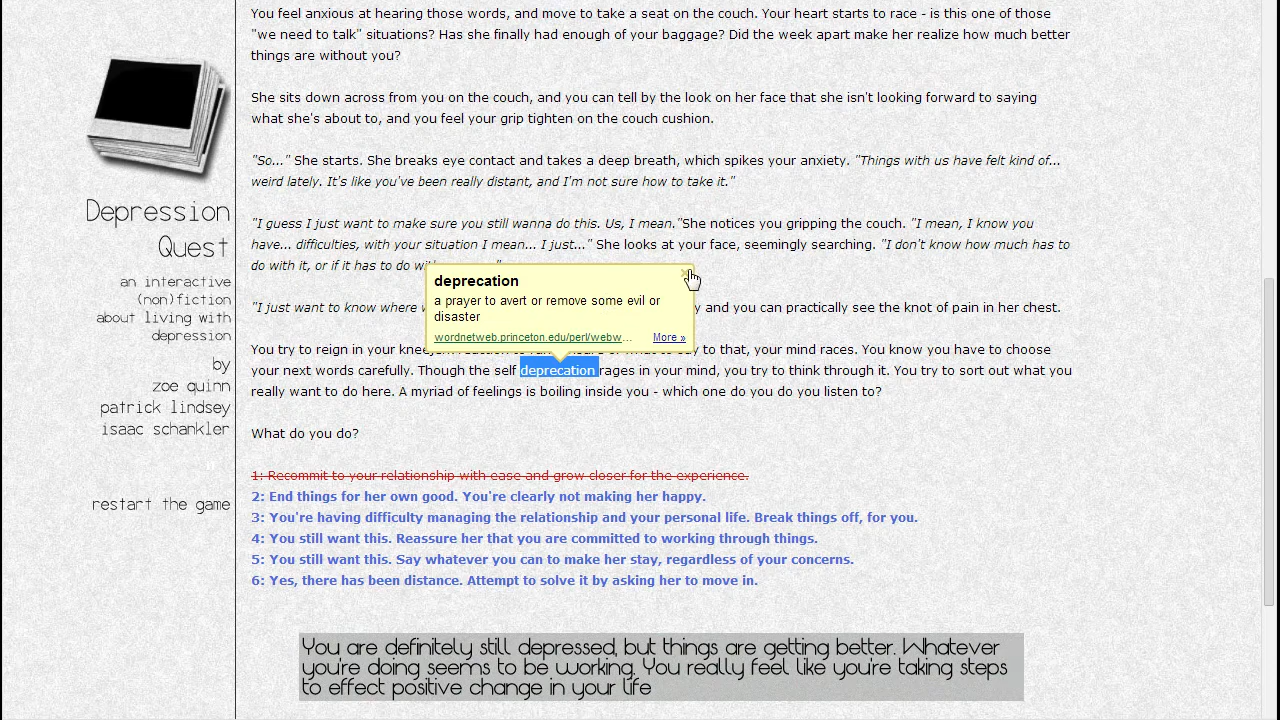 You feel anxious at hearing those words, and move to take a seat on the couch. Your heart starts to race - is this one of those
"we need to talk" situations? Has she finally had enough of your baggage? Did the week apart make her realize how much better
things are without you?
She sits down across from you on the couch, and you can tell by the look on her face that she isn't looking forward to saying
what she's about to, and you feel your grip tighten on the couch cushion.
"So..." She starts. She breaks eye contact and takes a deep breath, which spikes your anxiety. "Things with us have felt kind of...
weird lately. It's like you've been really distant, and I'm not sure how to take it."
"I guess I just want to make sure you still wanna do this. Us, I mean."She notices you gripping the couch. "I mean, I know you
have... difficulties, with your situation I mean... I just..." She looks at your face, seemingly searching. "I don't know how much has to
do with it, or if it has to do
"I just want to know where y and you can practically see the knot of pain in her chest.
You try to reign in your to that, your mind races. You know you have to choose
your next words carefully. Though the self deprecation rages in your mind, you try to think through it. You try to sort out what you
really want to do here. A myriad of feelings is boiling inside you - which one do you do you listen to?
What do you do?
1: Recommit to your relationship with ease and grow closer for the experience.
2: End things for her own good. You're clearly not making her happy.
3: You're having difficulty managing the relationship and your personal life. Break things off, for you.
4: You still want this. Reassure her that you are committed to working through things.
5: You still want this. Say whatever you can to make her stay, regardless of your concerns.
6: Yes, there has been distance. Attempt to solve it by asking her to move in.
You are definitely still depressed, but things are getting better. Whatever
you're doing seems to be working. You really feel like you're taking steps
to effect positive change in your life
deprecation
a prayer to avert or remove some evil or
disaster
wordnetweb.princeton.edu/perl/webw... More »
Depression
Quest
an interactive
(non)fiction
about living with
depression
by
zoe quinn
patrick lindsey
isaac schankler
restart the game